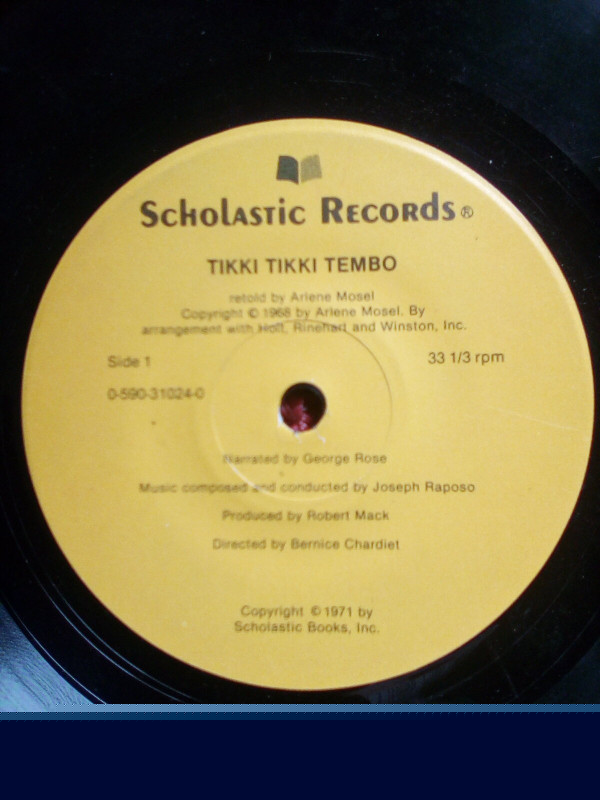 Scholastic Records®
TIKKI TIKKI TEMBO
retold by Arlene Mosel
Copyright © 1968 by Arlene Mosel. By
arrangement with Holt, Rinehart and Winston, Inc.
Side 1
33 1/3 rpm
0-590-31024-0
Narrated by George Rose
Music composed and conducted by Joseph Raposo
Produced by Robert Mack
Directed by Bernice Chardiet
Copyright © 1971 by
Scholastic Books, Inc.